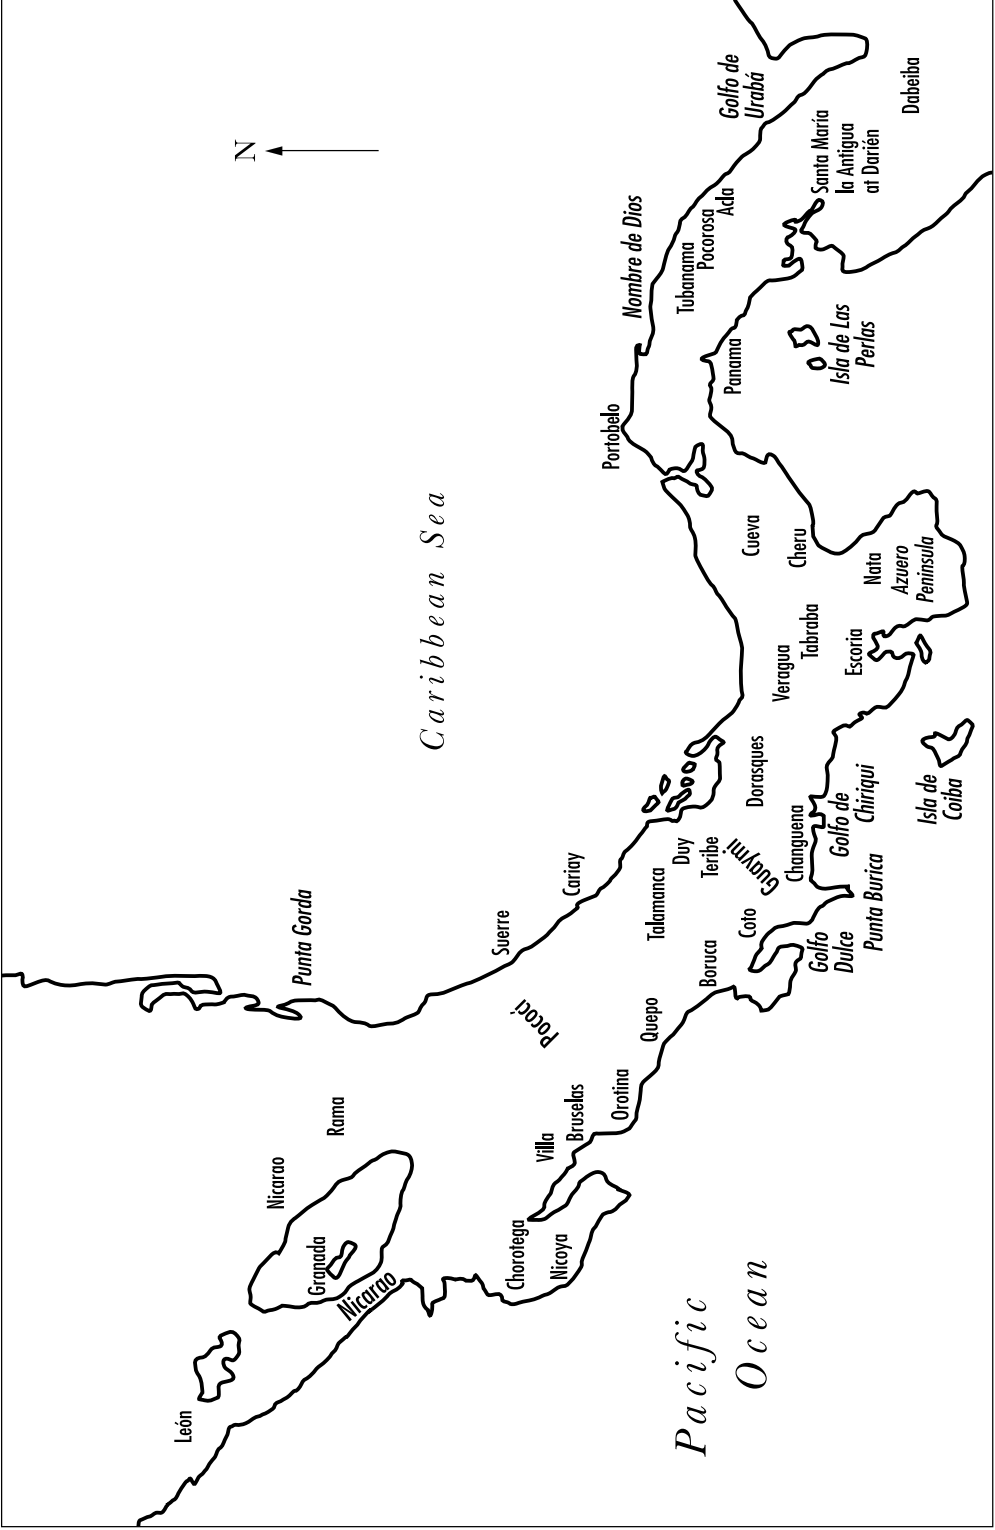 N
Caribbean Sea
Pacific
Ocean
León
Granada
Nicarao
Nicarao
Rama
Punta Gorda
Chorotega
Nicoya
Villa
Bruselas
Orotina
Pococí
Suerre
Cariay
Quepo
Boruca
Talamanca
Duy
Teribe
Guaymi
Coto
Changuena
Golfo
Dulce
Punta Burica
Golfo de
Chiriqui
Dorasques
Isla de
Coiba
Veragua
Tabraba
Escoria
Cueva
Cheru
Nata
Azuero
Peninsula
Portobelo
Panama
Nombre de Dios
Tubanama
Pocorosa
Ada
Isla de Las
Perlas
Golfo de
Urabá
Santa María
la Antigua
at Darién
Dabeiba